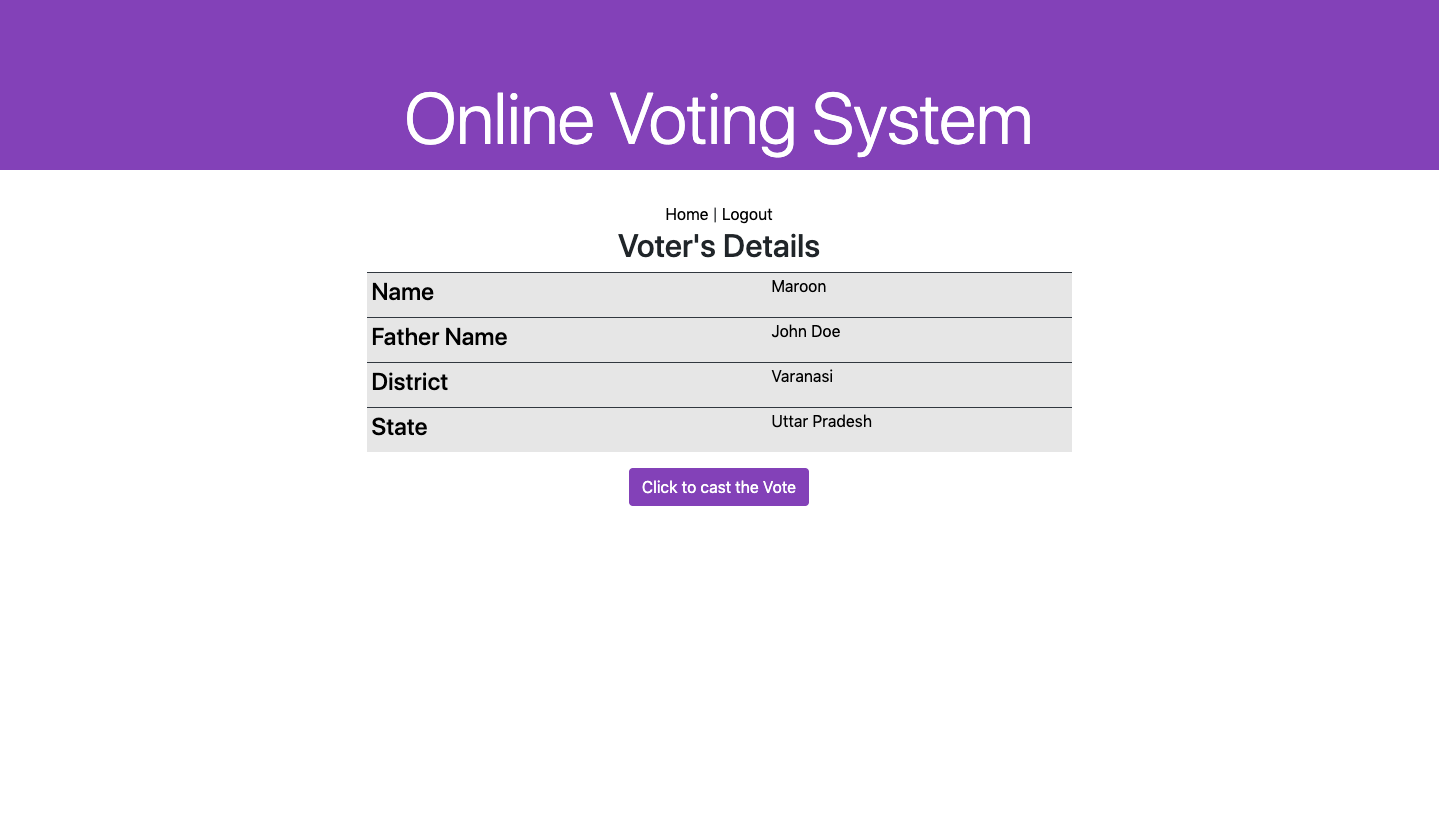 Online Voting System
Home | Logout
Voter's Details
Name Maroon
Father Name John Doe
District Varanasi
State Uttar Pradesh
Click to cast the Vote